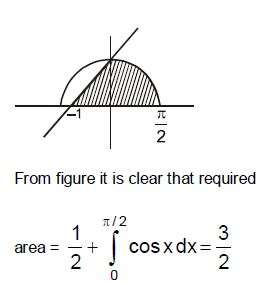 –1
π/2
From figure it is clear that required
area = 1/2 + ∫₀^{π/2} cos x dx = 3/2